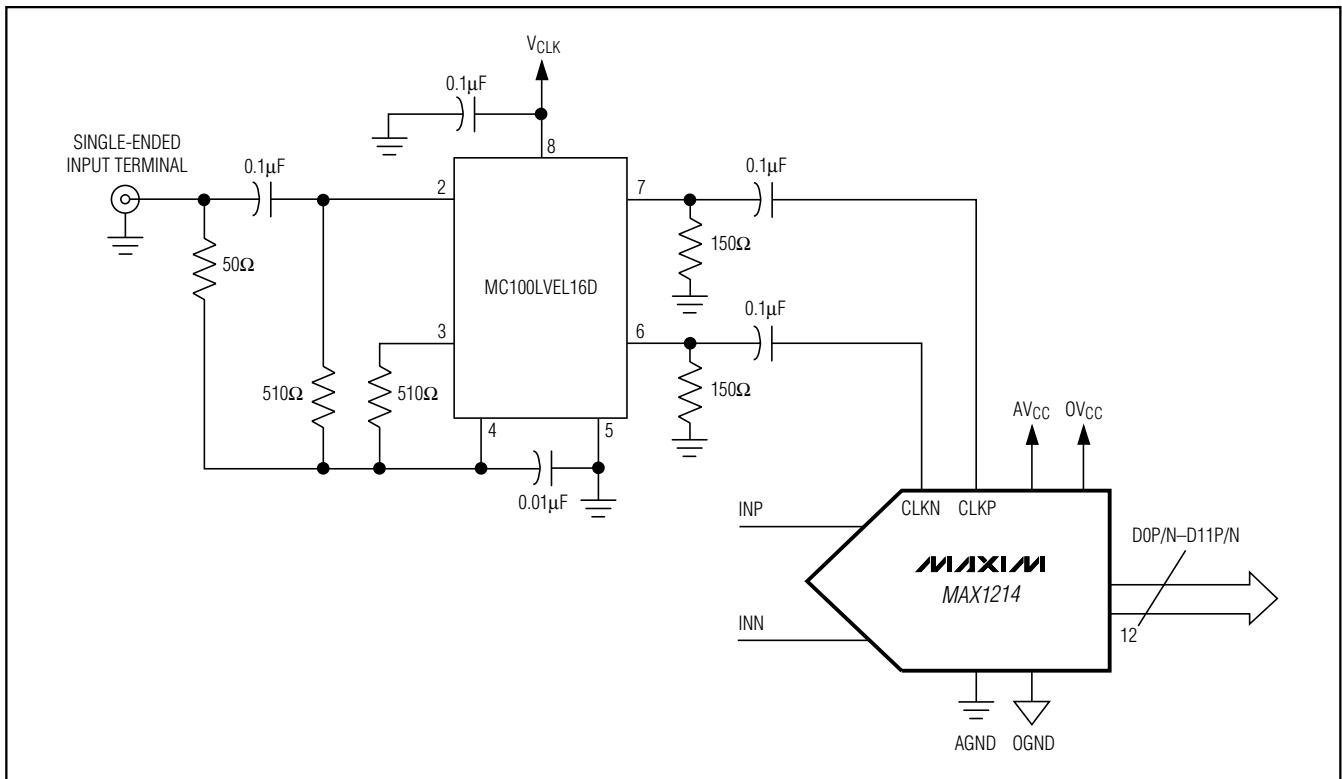 VCLK
0.1µF
SINGLE-ENDED
INPUT TERMINAL
0.1µF
8
2
7
0.1µF
50Ω
150Ω
MC100LVEL16D
0.1µF
3
6
510Ω
510Ω
150Ω
4
5
0.01µF
AVCC
OVCC
INP
CLKN
CLKP
D0P/N–D11P/N
MAXIM
MAX1214
INN
12
AGND
OGND